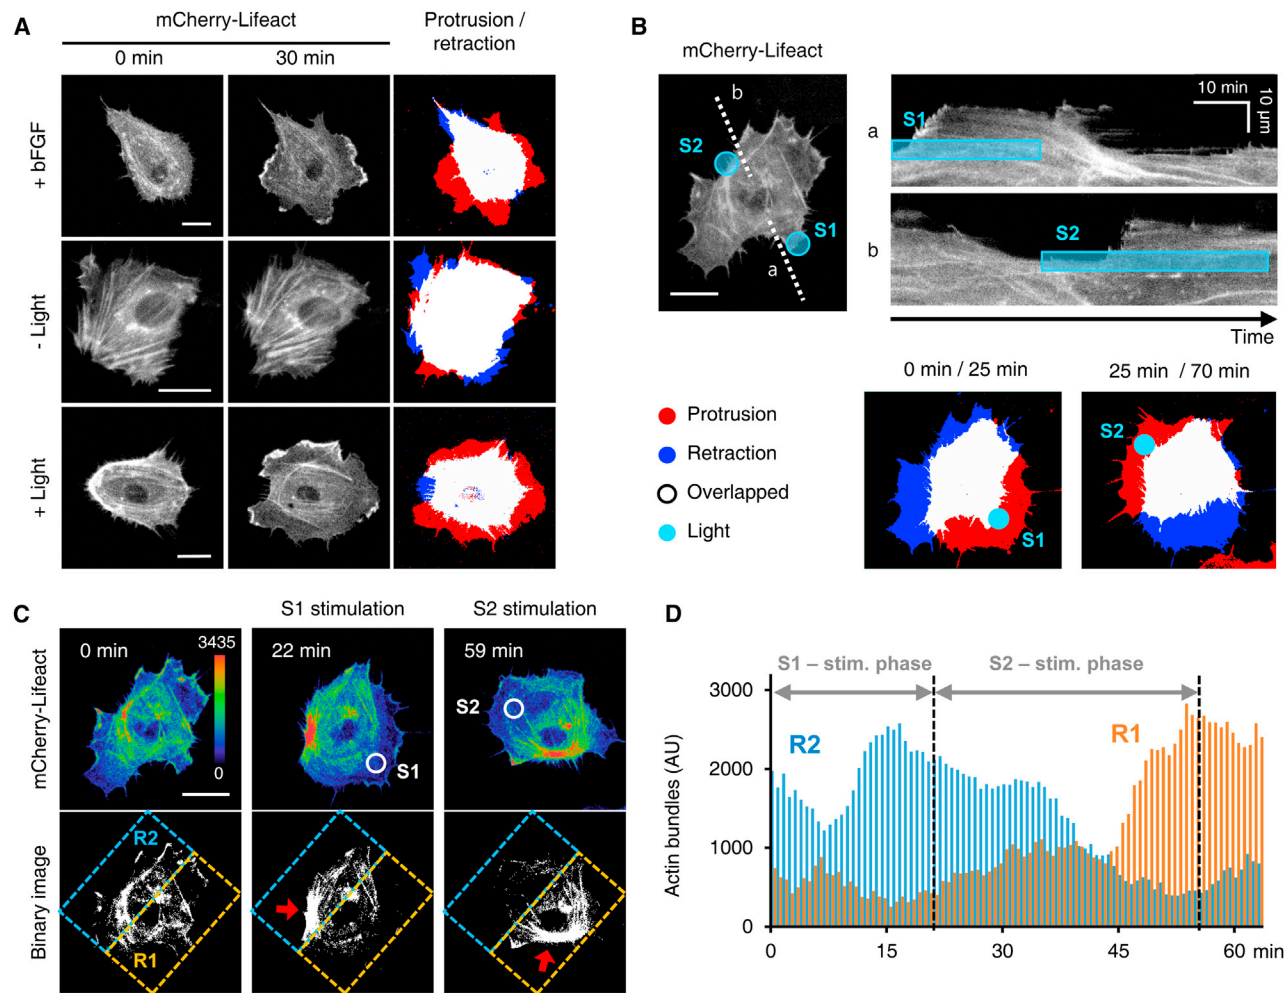 A
mCherry-Lifeact
Protrusion /
retraction
0 min
30 min
+ bFGF
- Light
+ Light
B
mCherry-Lifeact
b
S2
S1
a
a
S1
10 min
10 µm
b
S2
Time
0 min / 25 min
25 min / 70 min
Protrusion
Retraction
Overlapped
Light
S1
S2
C
S1 stimulation
S2 stimulation
mCherry-Lifeact
0 min
3435
0
22 min
S1
59 min
S2
Binary image
R2
R1
D
S1 – stim. phase
S2 – stim. phase
R2
R1
Actin bundles (AU)
3000
2000
1000
0
0
15
30
45
60
min